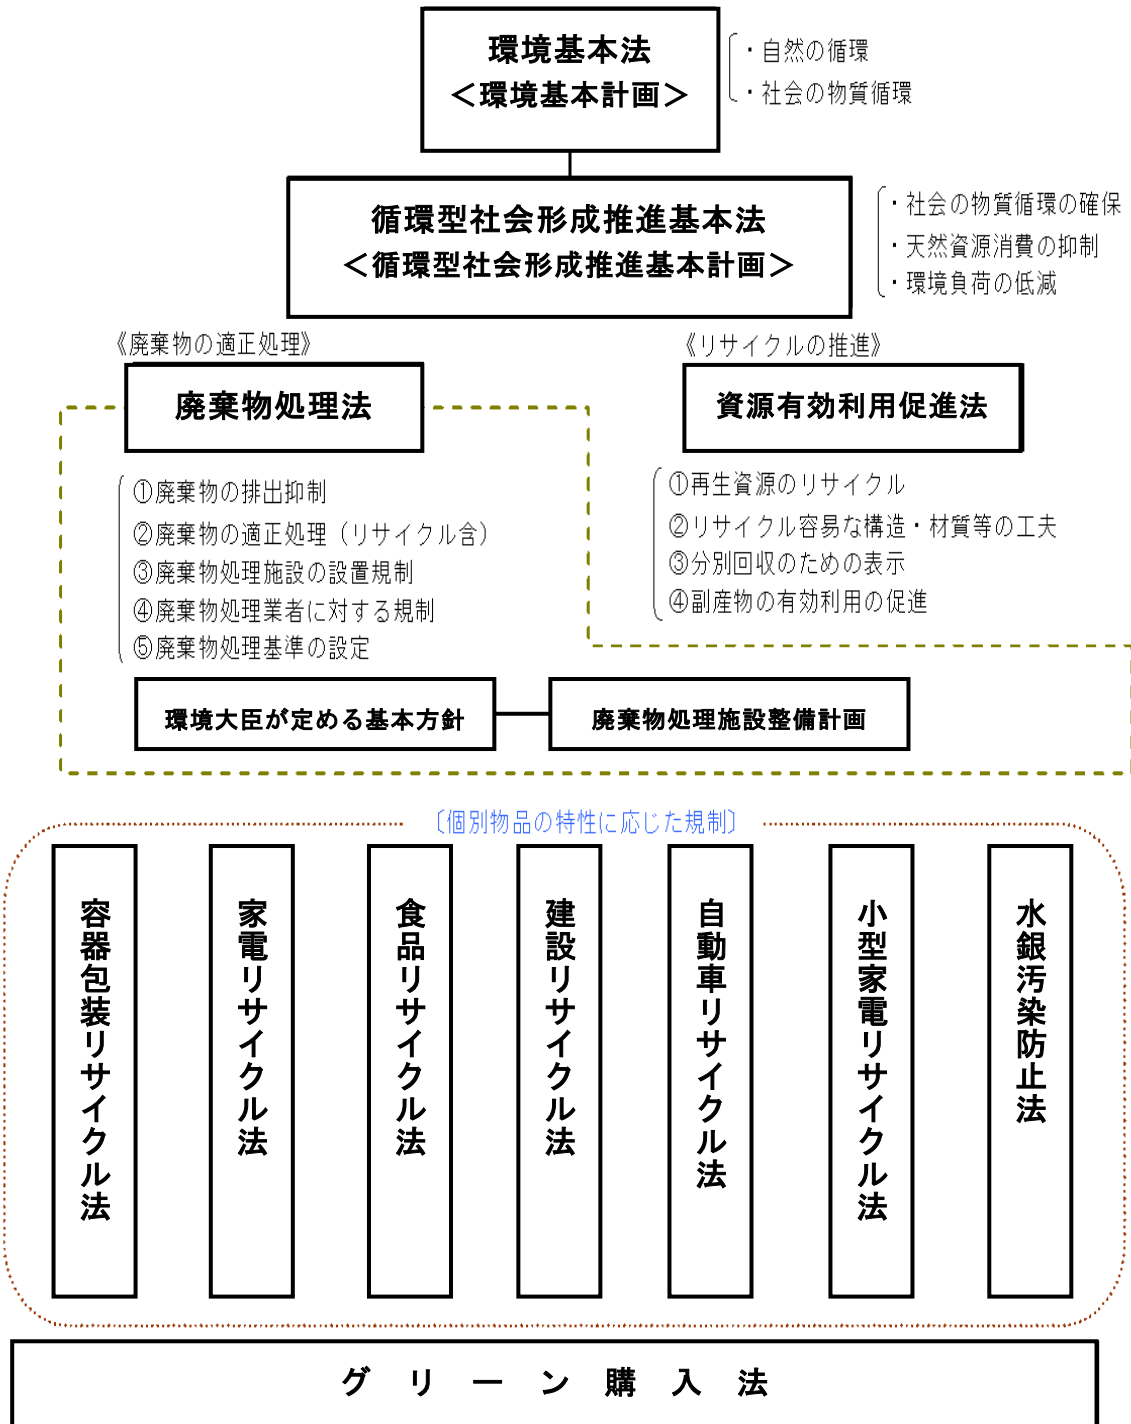 環境基本法
＜環境基本計画＞
・自然の循環
・社会の物質循環
循環型社会形成推進基本法
＜循環型社会形成推進基本計画＞
・社会の物質循環の確保
・天然資源消費の抑制
・環境負荷の低減
《廃棄物の適正処理》
廃棄物処理法
①廃棄物の排出抑制
②廃棄物の適正処理（リサイクル含）
③廃棄物処理施設の設置規制
④廃棄物処理業者に対する規制
⑤廃棄物処理基準の設定
《リサイクルの推進》
資源有効利用促進法
①再生資源のリサイクル
②リサイクル容易な構造・材質等の工夫
③分別回収のための表示
④副産物の有効利用の促進
環境大臣が定める基本方針
廃棄物処理施設整備計画
〔個別物品の特性に応じた規制〕
容器包装リサイクル法
家電リサイクル法
食品リサイクル法
建設リサイクル法
自動車リサイクル法
小型家電リサイクル法
水銀汚染防止法
グリーン購入法